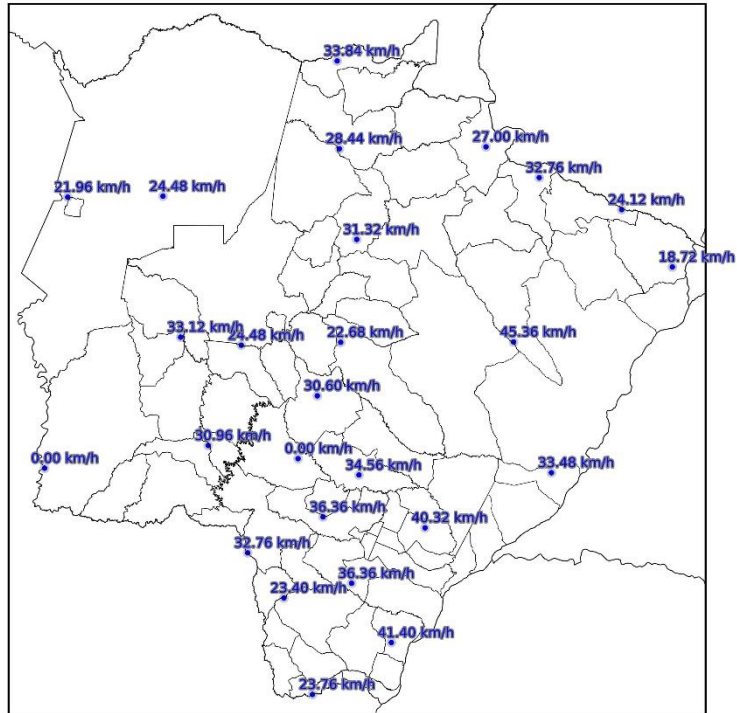 33.84 km/h
27.00 km/h
28.44 km/h
32.76 km/h
21.96 km/h
24.48 km/h
24.12 km/h
31.32 km/h
18.72 km/h
33.12 km/h
24.48 km/h
22.68 km/h
45.36 km/h
30.60 km/h
30.96 km/h
0.00 km/h
0.00 km/h
34.56 km/h
33.48 km/h
36.36 km/h
40.32 km/h
32.76 km/h
36.36 km/h
23.40 km/h
41.40 km/h
23.76 km/h